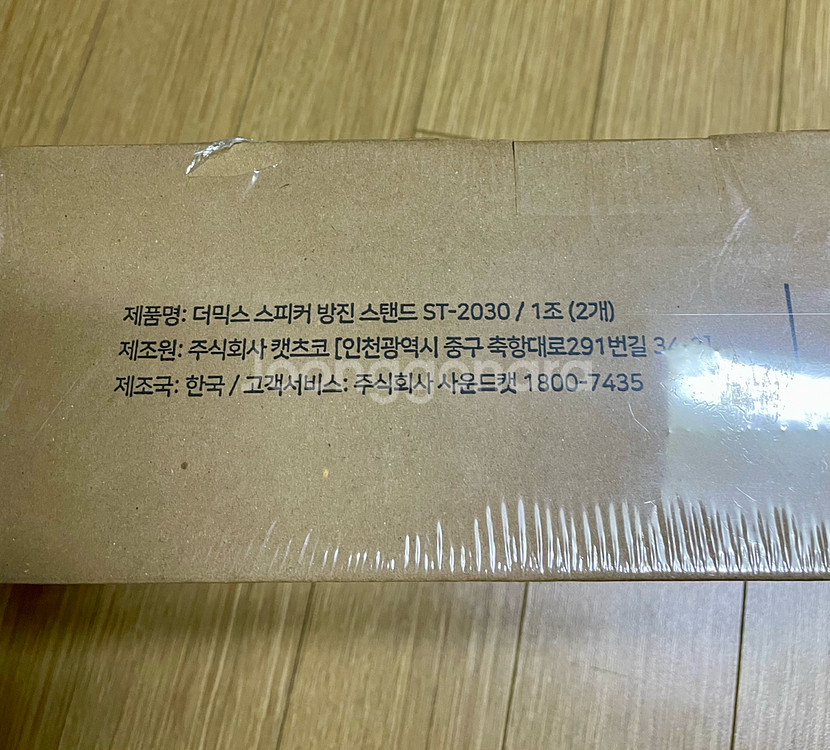 제품명: 더믹스 스피커 방진 스탠드 ST-2030 / 1조 (2개)
제조원: 주식회사 캣츠코 [인천광역시 중구 축항대로291번길
제조국: 한국 / 고객서비스: 주식회사 사운드캣 1800-7435